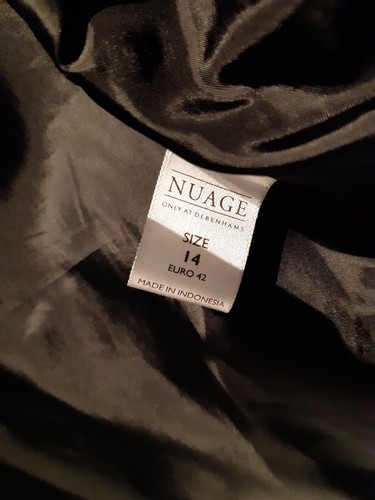 NUAGE
ONLY AT DEBENHAMS
SIZE
14
EURO 42
MADE IN INDONESIA